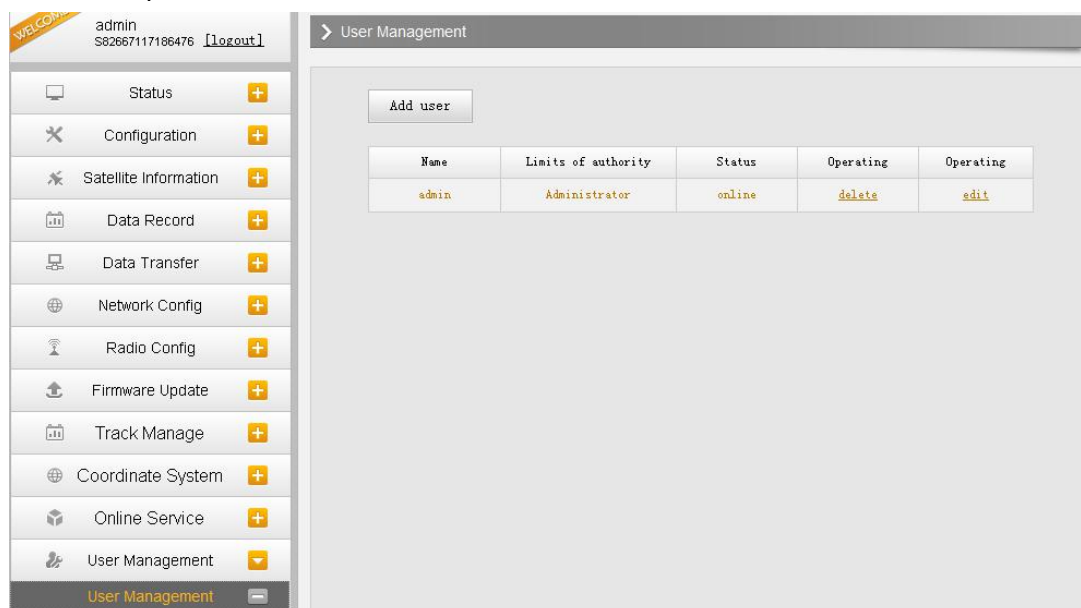 WELCOME
admin
S82667117186476 [logout]
User Management
Status
Configuration
Satellite Information
Data Record
Data Transfer
Network Config
Radio Config
Firmware Update
Track Manage
Coordinate System
Online Service
User Management
User Management
Add user
Name Limits of authority Status Operating Operating
admin Administrator online delete edit